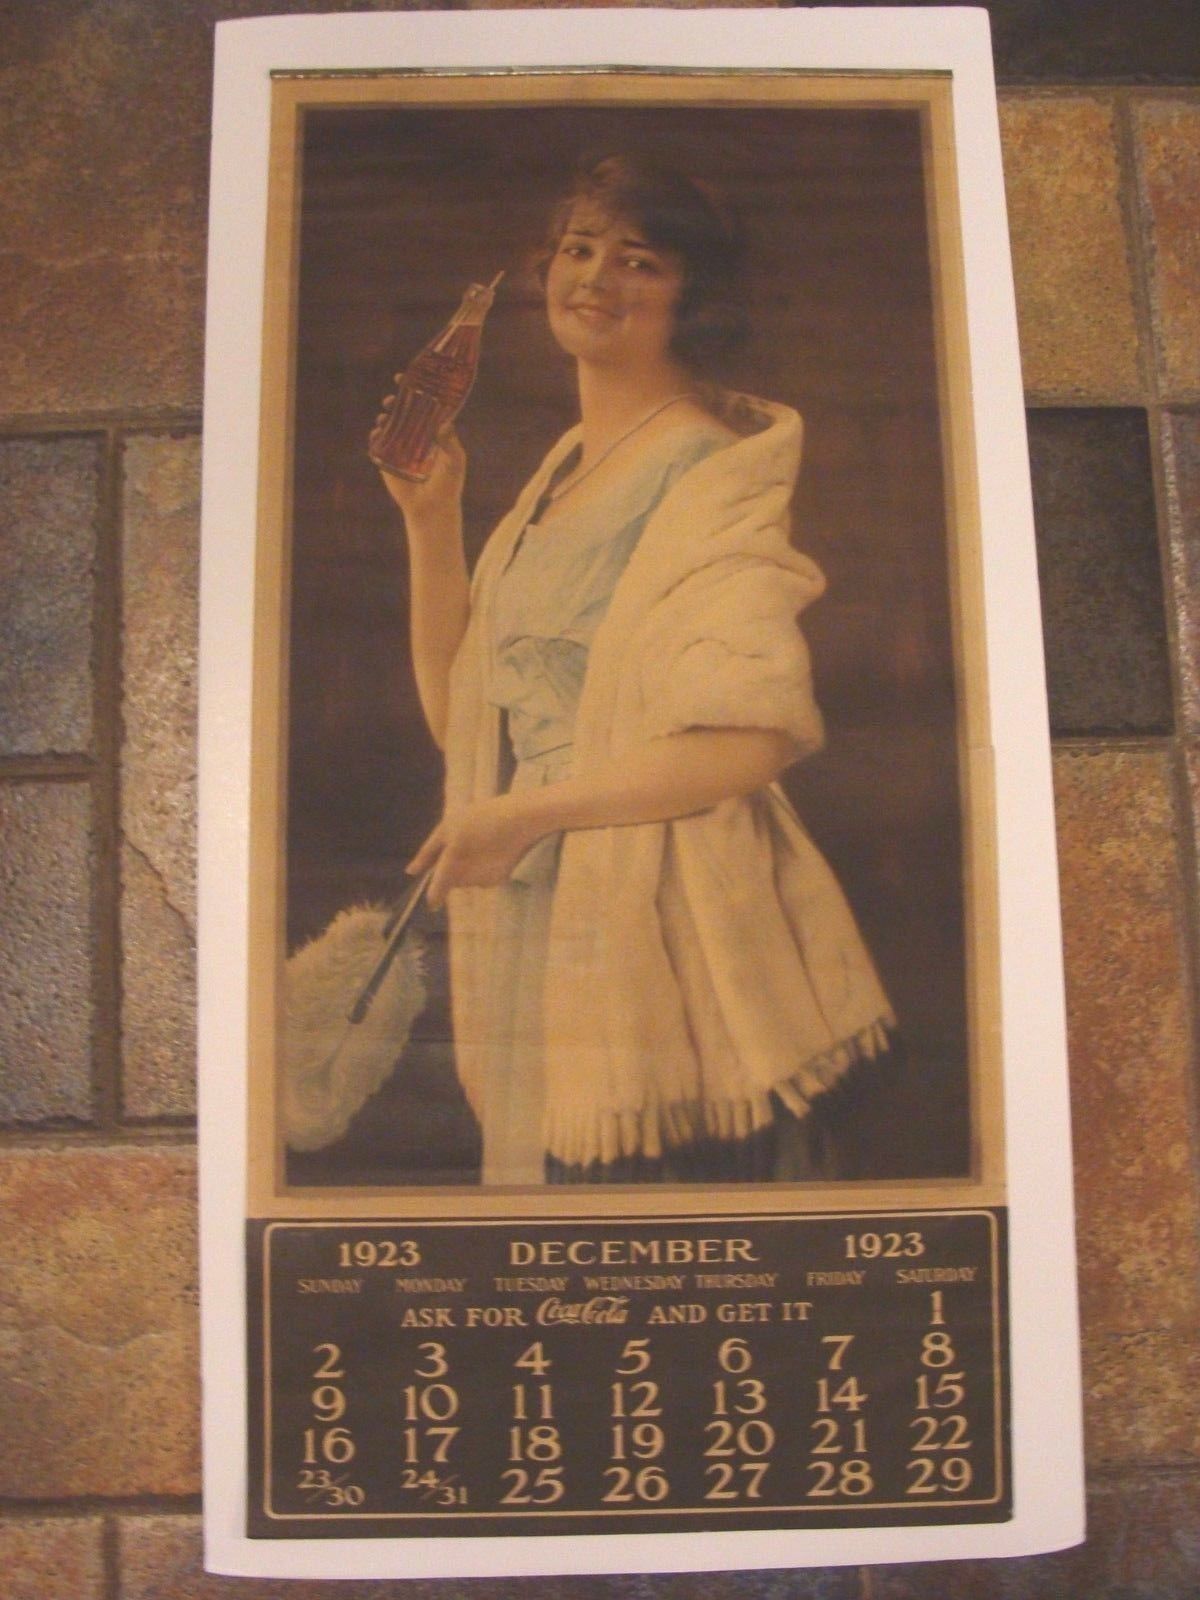 1923 DECEMBER 1923
SUNDAY MONDAY TUESDAY WEDNESDAY THURSDAY FRIDAY SATURDAY
ASK FOR Coca-Cola AND GET IT 1
2 3 4 5 6 7 8
9 10 11 12 13 14 15
16 17 18 19 20 21 22
23/30 24/31 25 26 27 28 29